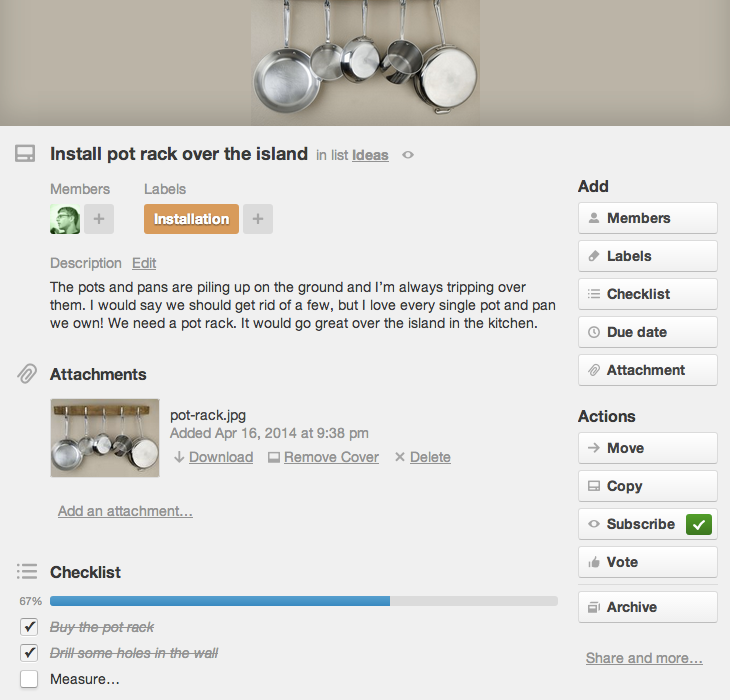 Install pot rack over the island in list Ideas
Members
Labels
Installation
Description Edit
The pots and pans are piling up on the ground and I'm always tripping over
them. I would say we should get rid of a few, but I love every single pot and pan
we own! We need a pot rack. It would go great over the island in the kitchen.
Attachments
pot-rack.jpg
Added Apr 16, 2014 at 9:38 pm
Download Remove Cover Delete
Add an attachment…
Checklist
67%
Buy the pot rack
Drill some holes in the wall
Measure…
Add
Members
Labels
Checklist
Due date
Attachment
Actions
Move
Copy
Subscribe
Vote
Archive
Share and more…